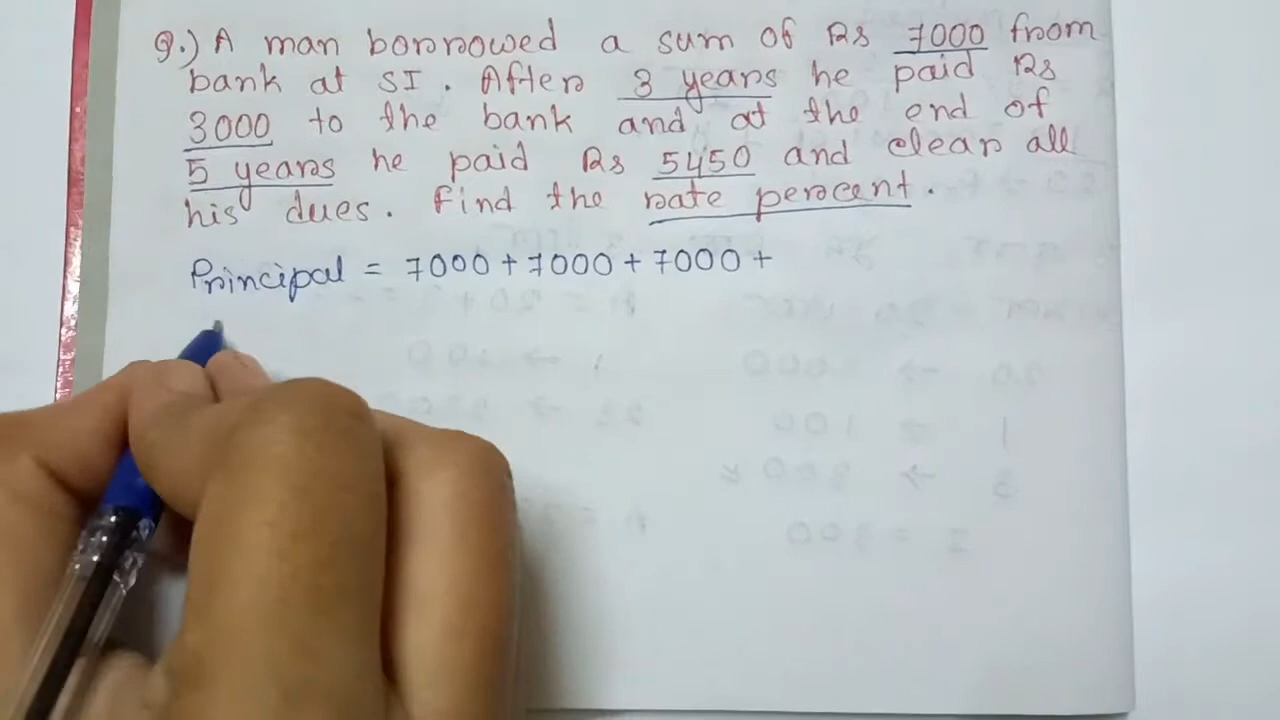 Q.) A man borrowed a sum of Rs 7000 from
bank at SI. After 3 years he paid Rs
3000 to the bank and at the end of
5 years he paid Rs 5450 and clear all
his dues. Find the rate percent.
Principal = 7000 + 7000 + 7000 +